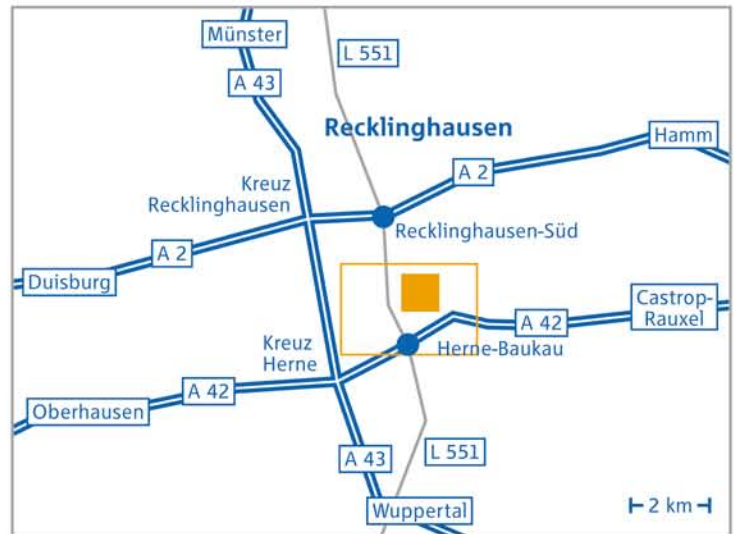 Münster
L 551
A 43
Recklinghausen
Hamm
A 2
Kreuz
Recklinghausen
Recklinghausen-Süd
A 2
Duisburg
Castrop-
Rauxel
A 42
Kreuz
Herne
Herne-Baukau
A 42
Oberhausen
A 43
L 551
Wuppertal
2 km